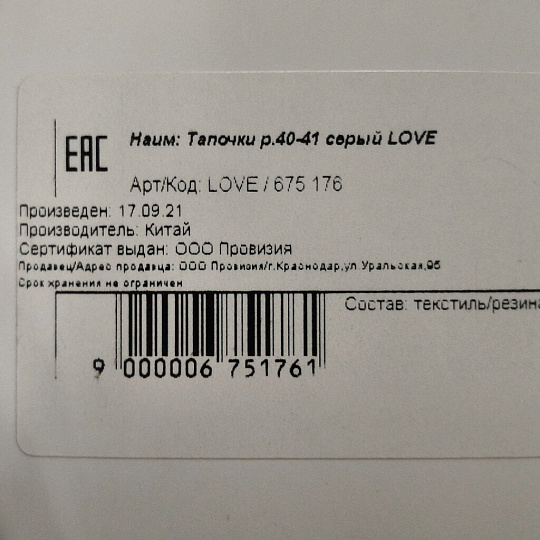 EAC
Наим: Тапочки р.40-41 серый LOVE
Арт/Код: LOVE / 675 176
Произведен: 17.09.21
Производитель: Китай
Сертификат выдан: ООО Провизия
Продавец/Адрес продавца: ООО Провизия/г.Краснодар,ул Уральская,95
Срок хранения не ограничен
Состав: текстиль/резина
9 000006 751761